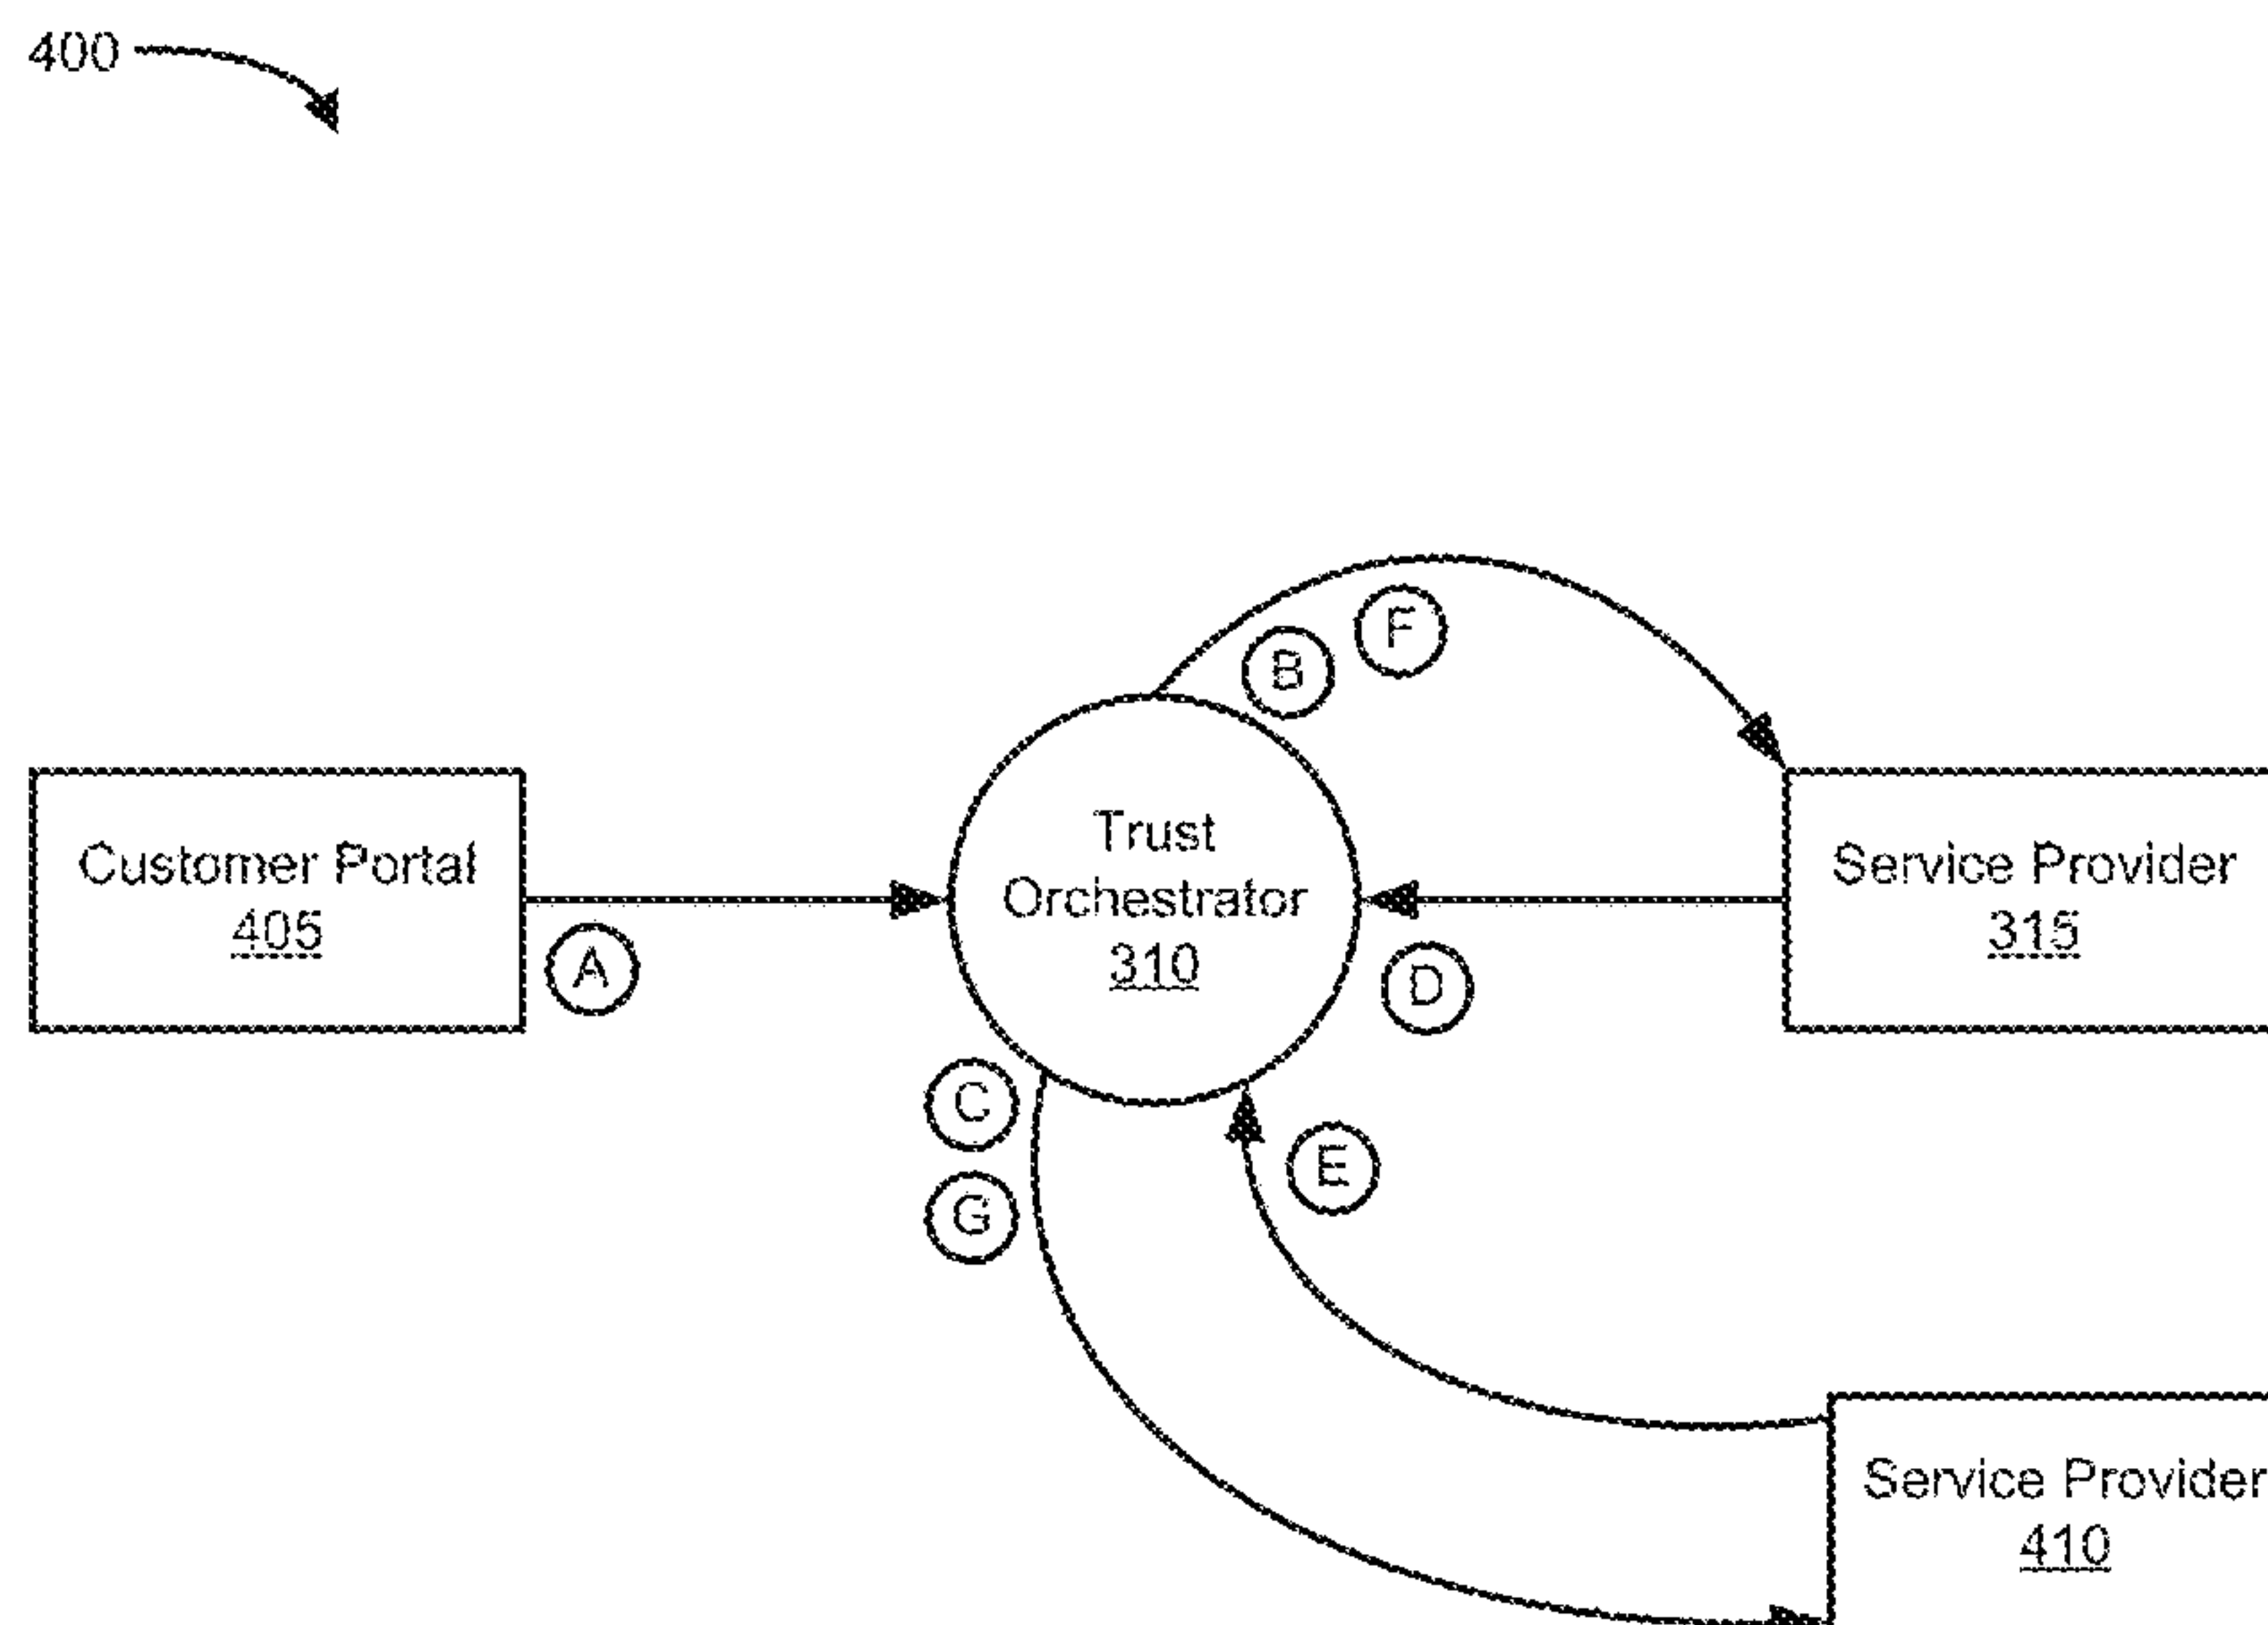 400
F
B
Customer Portal
405
A
Trust
Orchestrator
310
Service Provider
315
D
C
G
E
Service Provider
410